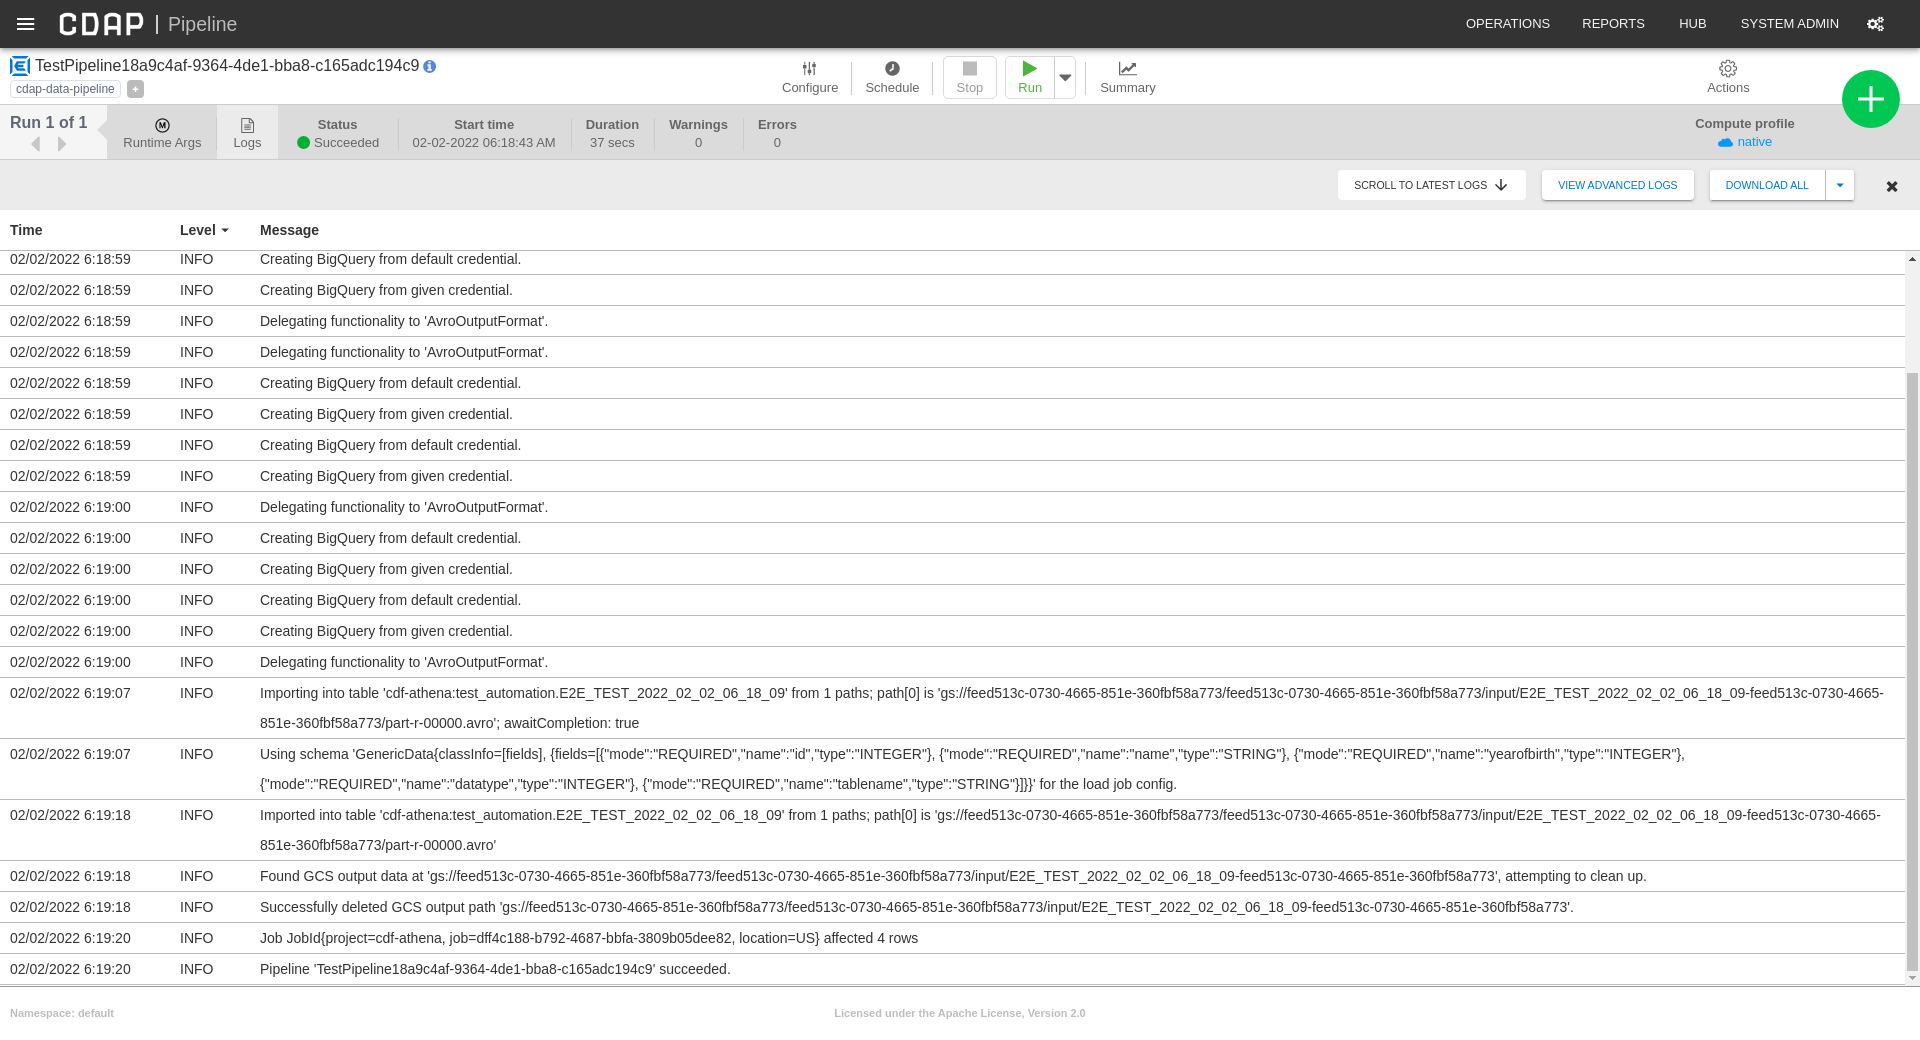 CDAP | Pipeline
OPERATIONS REPORTS HUB SYSTEM ADMIN
TestPipeline18a9c4af-9364-4de1-bba8-c165adc194c9
cdap-data-pipeline +
Configure Schedule Stop Run Summary Actions
Run 1 of 1
M
Runtime Args
Logs
Status
Succeeded
Start time
02-02-2022 06:18:43 AM
Duration
37 secs
Warnings
0
Errors
0
Compute profile
native
SCROLL TO LATEST LOGS VIEW ADVANCED LOGS DOWNLOAD ALL
Time Level Message
02/02/2022 6:18:59 INFO Creating BigQuery from default credential.
02/02/2022 6:18:59 INFO Creating BigQuery from given credential.
02/02/2022 6:18:59 INFO Delegating functionality to 'AvroOutputFormat'.
02/02/2022 6:18:59 INFO Delegating functionality to 'AvroOutputFormat'.
02/02/2022 6:18:59 INFO Creating BigQuery from default credential.
02/02/2022 6:18:59 INFO Creating BigQuery from given credential.
02/02/2022 6:18:59 INFO Creating BigQuery from default credential.
02/02/2022 6:18:59 INFO Creating BigQuery from given credential.
02/02/2022 6:19:00 INFO Delegating functionality to 'AvroOutputFormat'.
02/02/2022 6:19:00 INFO Creating BigQuery from default credential.
02/02/2022 6:19:00 INFO Creating BigQuery from given credential.
02/02/2022 6:19:00 INFO Creating BigQuery from default credential.
02/02/2022 6:19:00 INFO Creating BigQuery from given credential.
02/02/2022 6:19:00 INFO Delegating functionality to 'AvroOutputFormat'.
02/02/2022 6:19:07 INFO Importing into table 'cdf-athena:test_automation.E2E_TEST_2022_02_02_06_18_09' from 1 paths; path[0] is 'gs://feed513c-0730-4665-851e-360fbf58a773/feed513c-0730-4665-851e-360fbf58a773/input/E2E_TEST_2022_02_02_06_18_09-feed513c-0730-4665-
851e-360fbf58a773/part-r-00000.avro'; awaitCompletion: true
02/02/2022 6:19:07 INFO Using schema 'GenericData{classInfo=[fields], {fields=[{"mode":"REQUIRED","name":"id","type":"INTEGER"}, {"mode":"REQUIRED","name":"name","type":"STRING"}, {"mode":"REQUIRED","name":"yearofbirth","type":"INTEGER"},
{"mode":"REQUIRED","name":"datatype","type":"INTEGER"}, {"mode":"REQUIRED","name":"tablename","type":"STRING"}]}}' for the load job config.
02/02/2022 6:19:18 INFO Imported into table 'cdf-athena:test_automation.E2E_TEST_2022_02_02_06_18_09' from 1 paths; path[0] is 'gs://feed513c-0730-4665-851e-360fbf58a773/feed513c-0730-4665-851e-360fbf58a773/input/E2E_TEST_2022_02_02_06_18_09-feed513c-0730-4665-
851e-360fbf58a773/part-r-00000.avro'
02/02/2022 6:19:18 INFO Found GCS output data at 'gs://feed513c-0730-4665-851e-360fbf58a773/feed513c-0730-4665-851e-360fbf58a773/input/E2E_TEST_2022_02_02_06_18_09-feed513c-0730-4665-851e-360fbf58a773', attempting to clean up.
02/02/2022 6:19:18 INFO Successfully deleted GCS output path 'gs://feed513c-0730-4665-851e-360fbf58a773/feed513c-0730-4665-851e-360fbf58a773/input/E2E_TEST_2022_02_02_06_18_09-feed513c-0730-4665-851e-360fbf58a773'.
02/02/2022 6:19:20 INFO Job JobId{project=cdf-athena, job=dff4c188-b792-4687-bbfa-3809b05dee82, location=US} affected 4 rows
02/02/2022 6:19:20 INFO Pipeline 'TestPipeline18a9c4af-9364-4de1-bba8-c165adc194c9' succeeded.
Namespace: default Licensed under the Apache License, Version 2.0